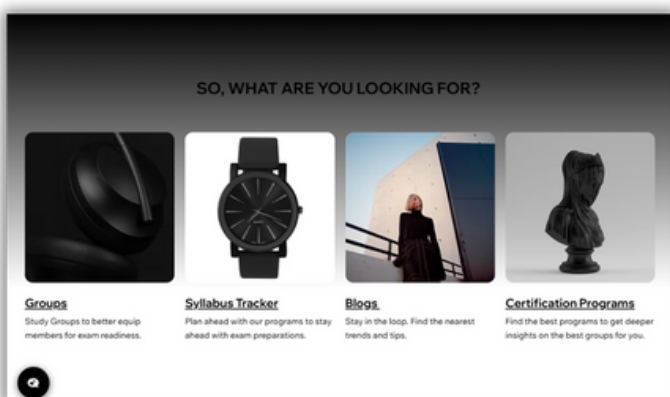 SO, WHAT ARE YOU LOOKING FOR?
Groups
Study Groups to better equip
members for exam readiness.
Syllabus Tracker
Plan ahead with our programs to stay
ahead with exam preparations.
Blogs
Stay in the loop. Find the nearest
trends and tips.
Certification Programs
Find the best programs to get deeper
insights on the best groups for you.